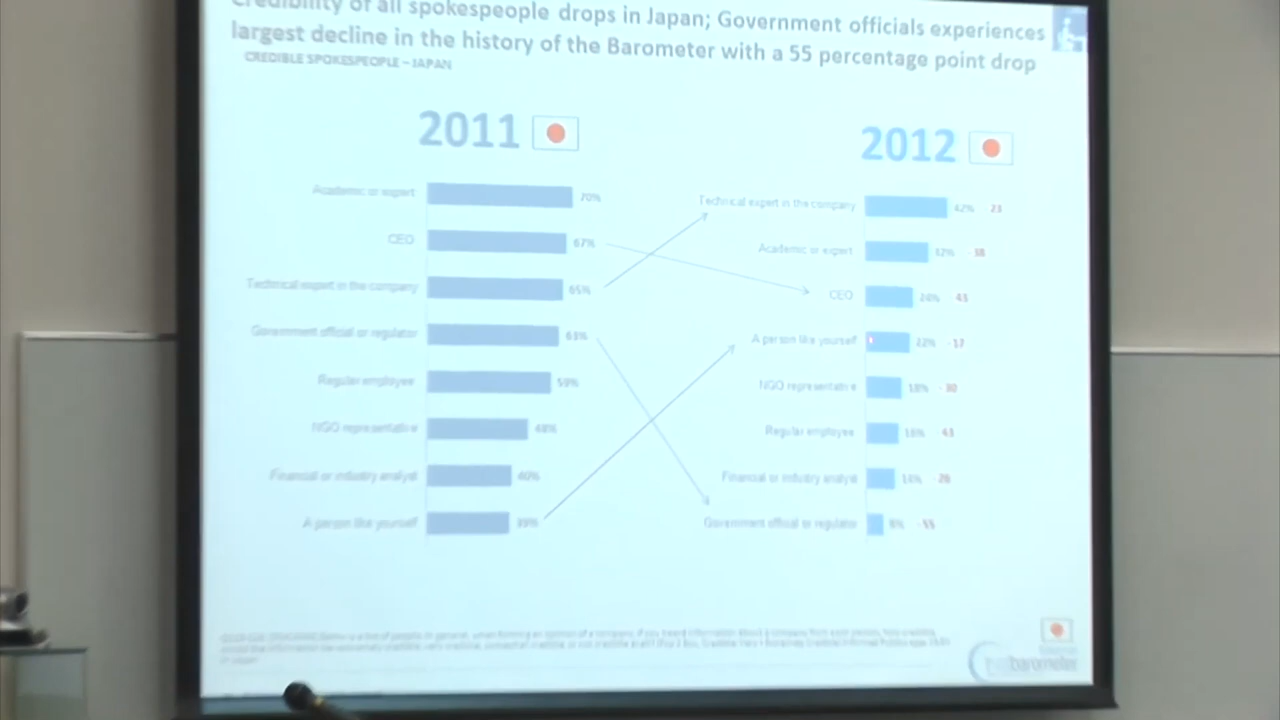 Credibility of all spokespeople drops in Japan; Government officials experiences
largest decline in the history of the Barometer with a 55 percentage point drop
CREDIBLE SPOKESPEOPLE – JAPAN
2011
Academic or expert 70%
CEO 67%
Technical expert in the company 65%
Government official or regulator 63%
Regular employee 59%
NGO representative 48%
Financial or industry analyst 40%
A person like yourself 39%
2012
Technical expert in the company 42% 23
Academic or expert 32% - 38
CEO 24% 43
A person like yourself 22% - 17
NGO representative 18% - 30
Regular employee 16% - 43
Financial or industry analyst 14% - 26
Government official or regulator 8% - 55
barometer